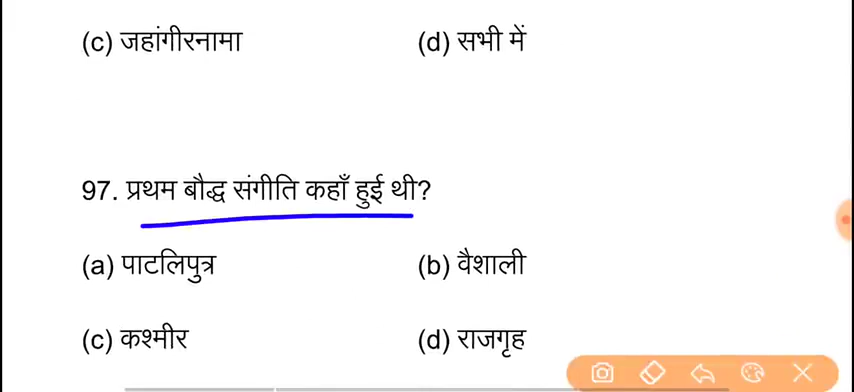 (c) जहांगीरनामा (d) सभी में
97. प्रथम बौद्ध संगीति कहाँ हुई थी?
(a) पाटलिपुत्र (b) वैशाली
(c) कश्मीर (d) राजगृह